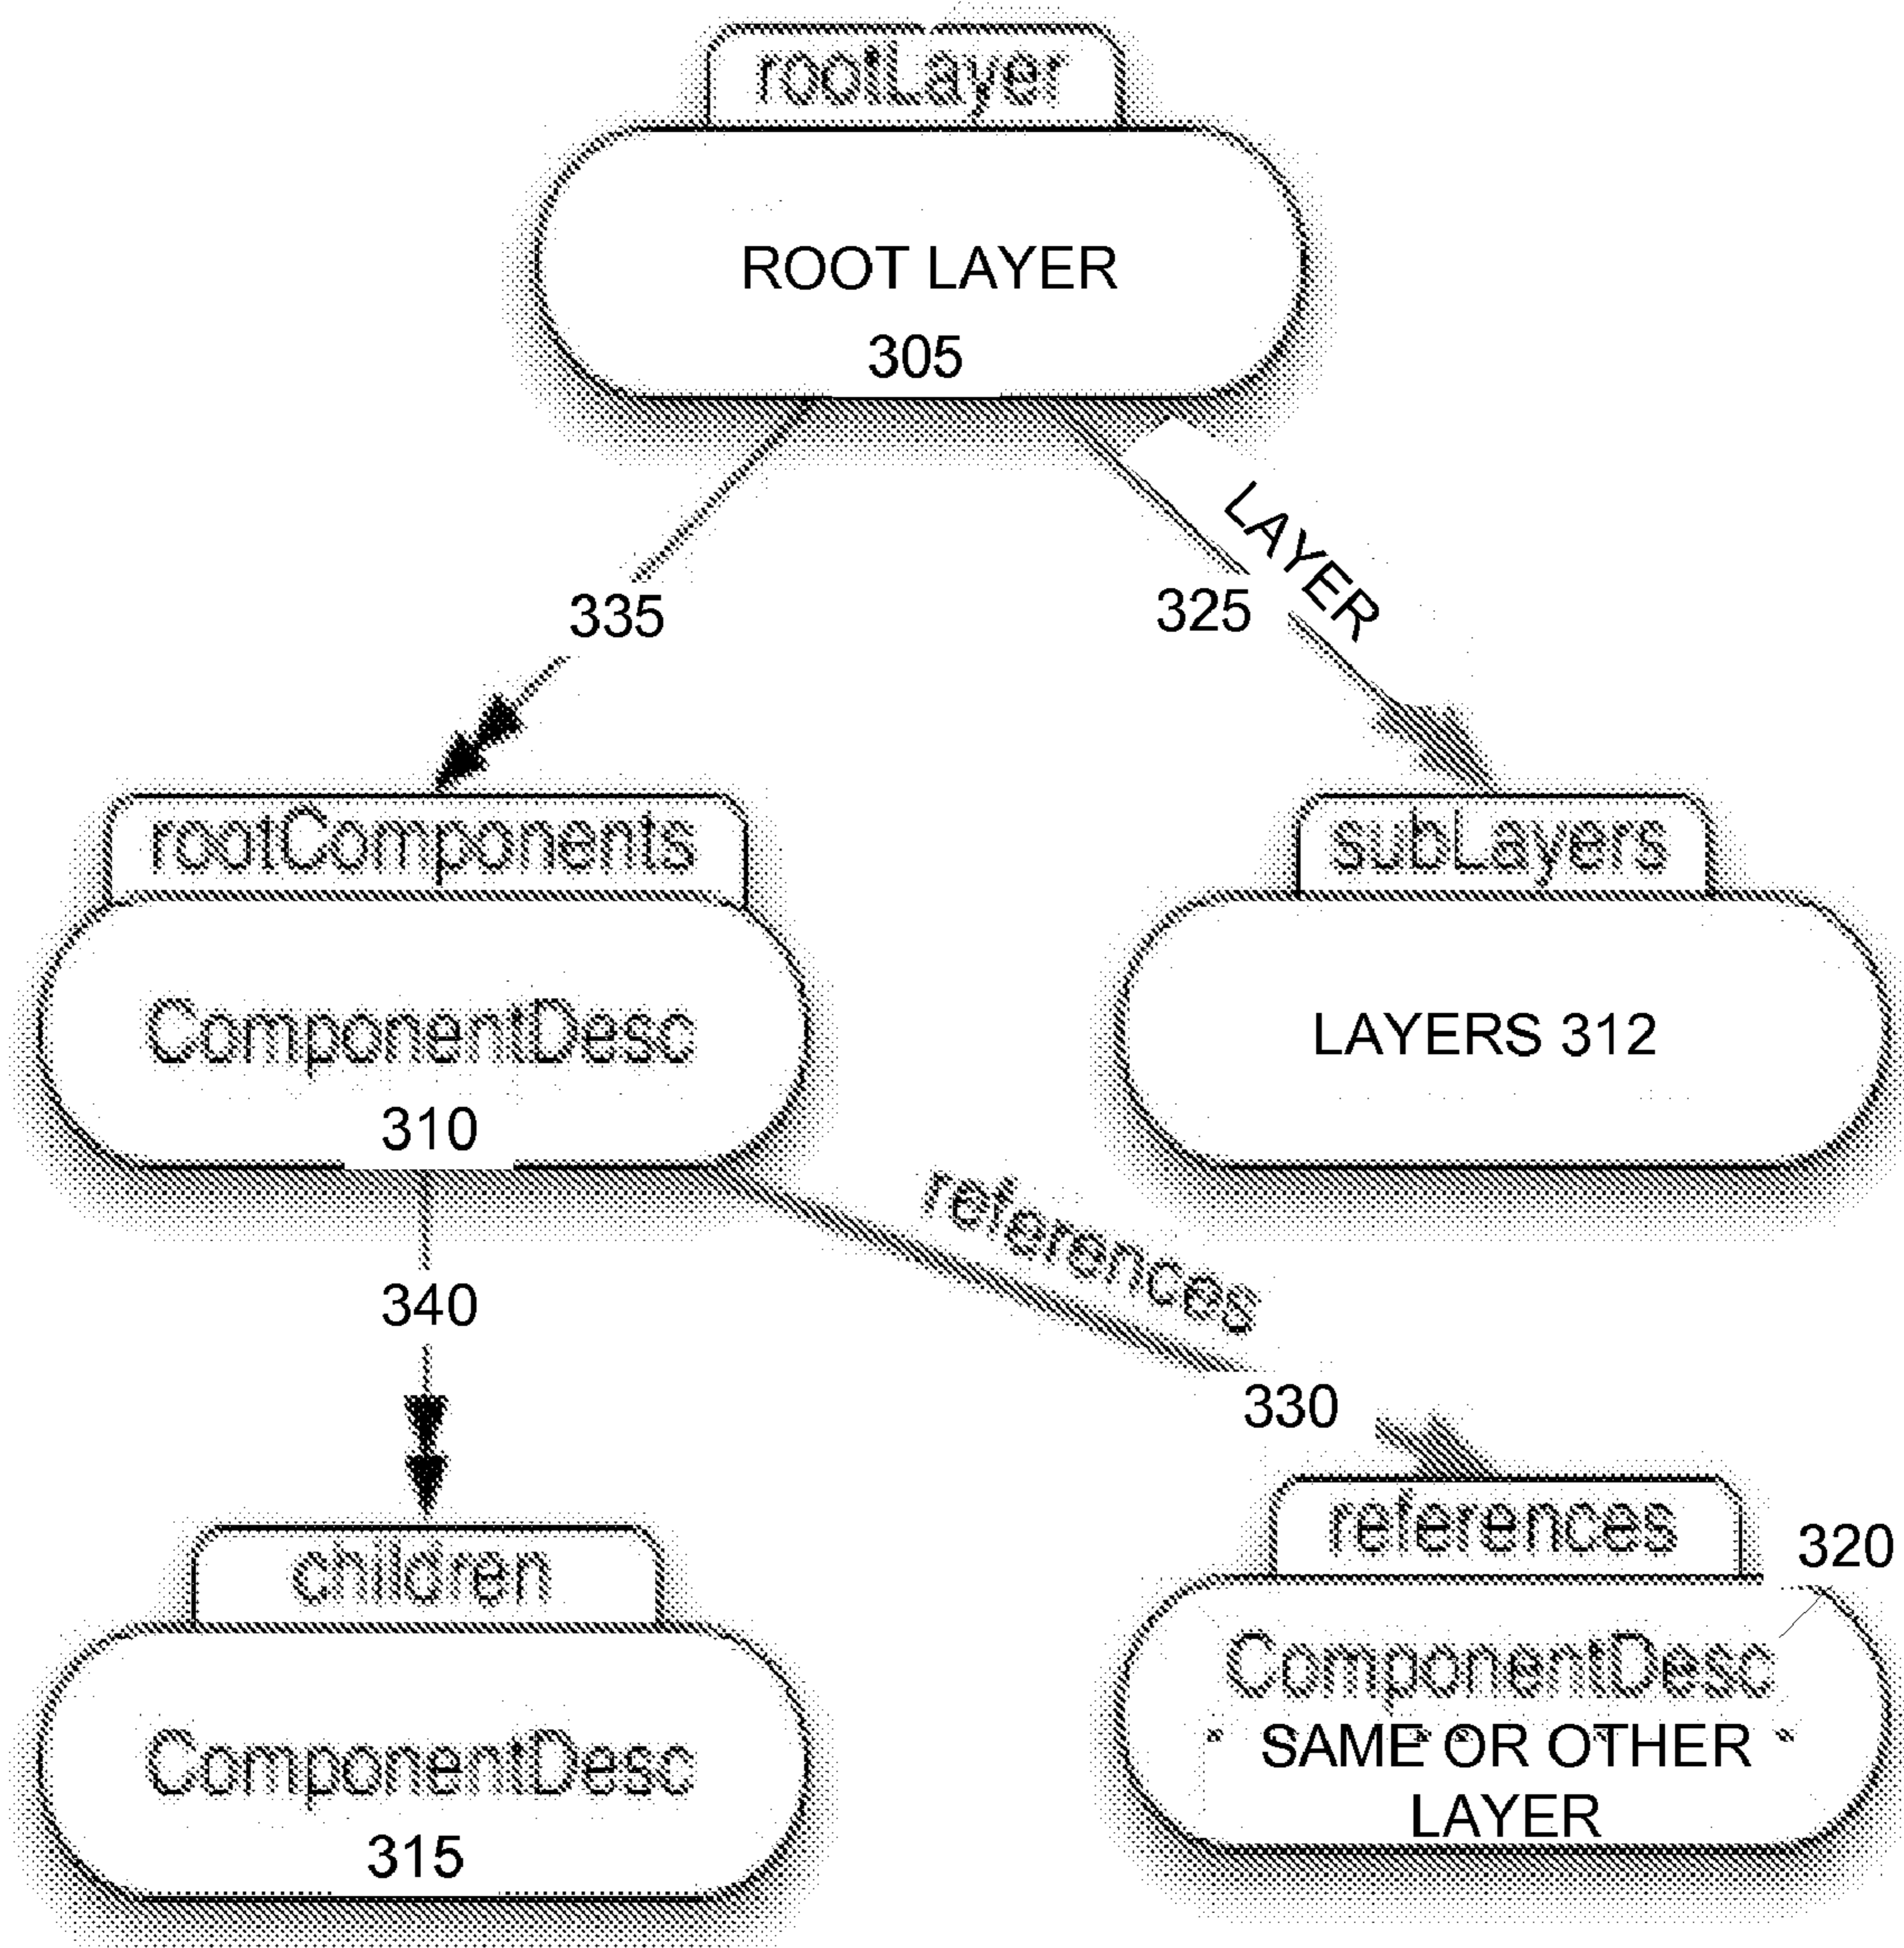 rootLayer
ROOT LAYER
305
335
325
LAYER
rootComponents
subLayers
ComponentDesc
310
LAYERS 312
references
340
330
children
references
320
ComponentDesc
315
ComponentDesc
SAME OR OTHER
LAYER